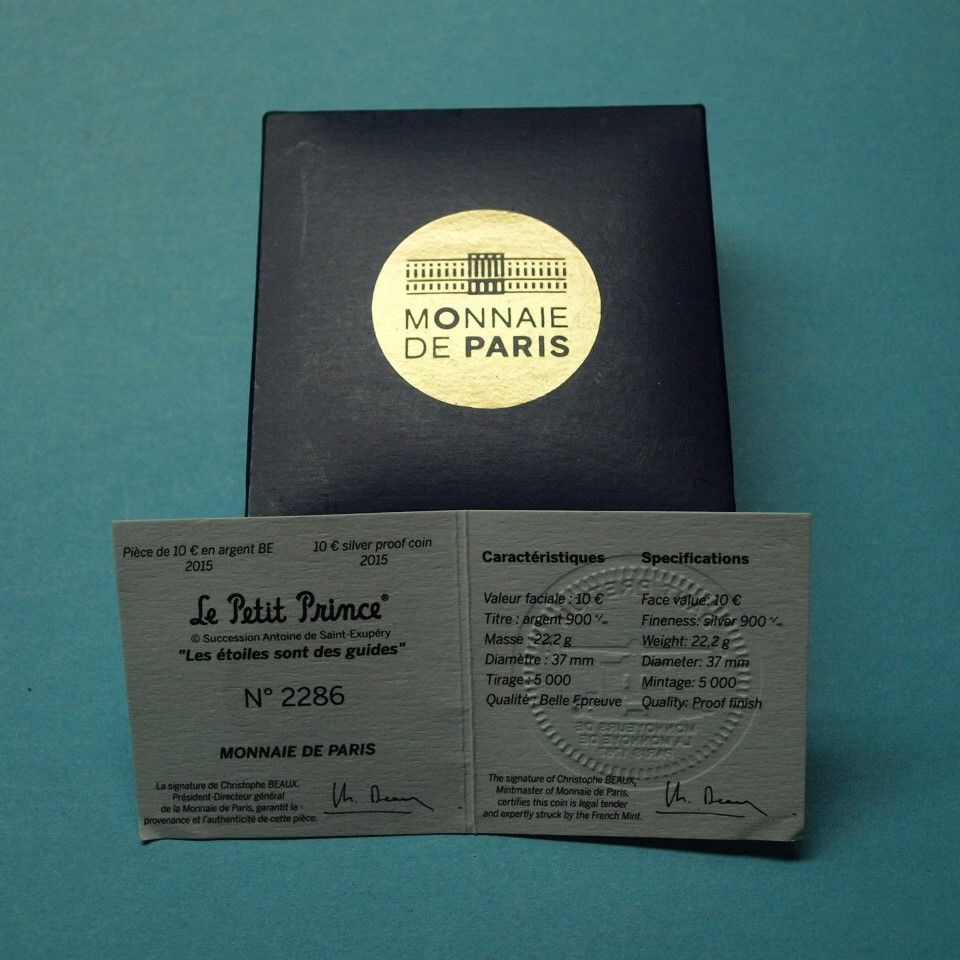 MONNAIE
DE PARIS
Pièce de 10 € en argent BE
2015
10 € silver proof coin
2015
Le Petit Prince®
© Succession Antoine de Saint-Exupéry
"Les étoiles sont des guides"
N° 2286
MONNAIE DE PARIS
La signature de Christophe BEAUX,
Président-Directeur général
de la Monnaie de Paris, garantit la
provenance et l'authenticité de cette pièce.
Caractéristiques
Valeur faciale : 10 €
Titre : argent 900 ‰
Masse : 22,2 g
Diamètre : 37 mm
Tirage : 5 000
Qualité : Belle Epreuve
Specifications
Face value: 10 €
Fineness: silver 900 ‰
Weight: 22,2 g
Diameter: 37 mm
Mintage: 5 000
Quality: Proof finish
The signature of Christophe BEAUX,
Mintmaster of Monnaie de Paris,
certifies this coin is legal tender
and expertly struck by the French Mint.